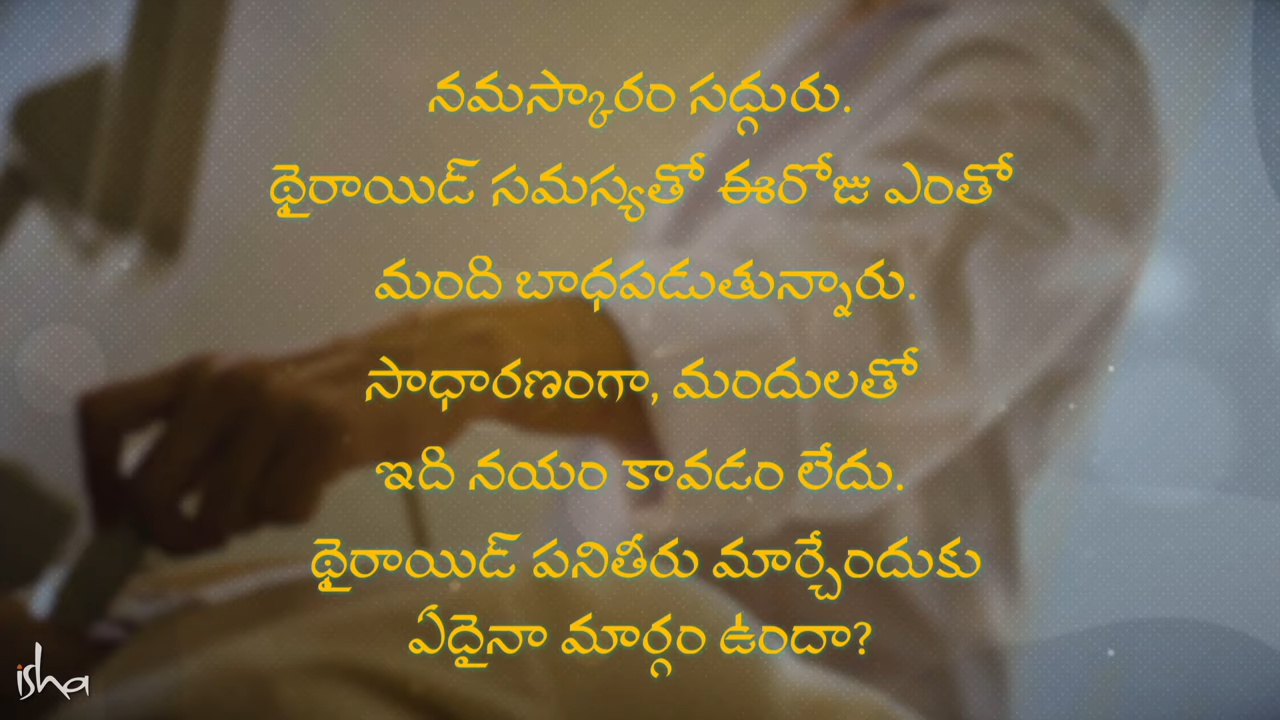 నమస్కారం సద్గురు.
థైరాయిడ్ సమస్యతో ఈరోజు ఎంతో
మంది బాధపడుతున్నారు.
సాధారణంగా, మందులతో
ఇది నయం కావడం లేదు.
థైరాయిడ్ పనితీరు మార్చేందుకు
ఏదైనా మార్గం ఉందా?
isha